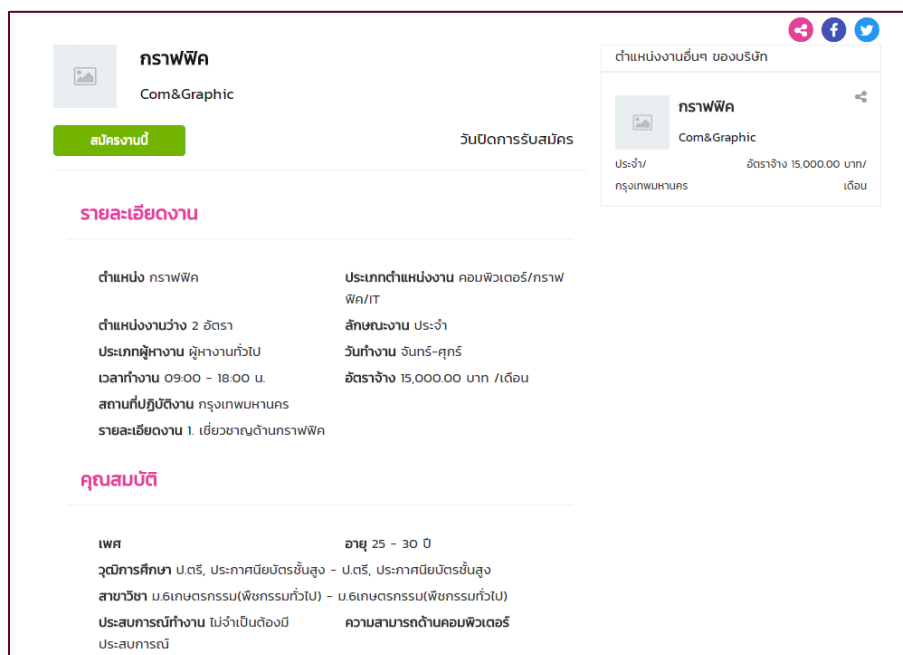 กราฟฟิค
Com&Graphic
สมัครงานนี้
วันปิดการรับสมัคร
รายละเอียดงาน
ตำแหน่ง กราฟฟิค
ประเภทตำแหน่งงาน คอมพิวเตอร์/กราฟ
ฟิค/IT
ตำแหน่งงานว่าง 2 อัตรา
ลักษณะงาน ประจำ
ประเภทผู้หางาน ผู้หางานทั่วไป
วันทำงาน จันทร์-ศุกร์
เวลาทำงาน 09:00 - 18:00 น.
อัตราจ้าง 15,000.00 บาท /เดือน
สถานที่ปฏิบัติงาน กรุงเทพมหานคร
รายละเอียดงาน 1. เชี่ยวชาญด้านกราฟฟิค
คุณสมบัติ
เพศ
อายุ 25 - 30 ปี
วุฒิการศึกษา ป.ตรี, ประกาศนียบัตรชั้นสูง - ป.ตรี, ประกาศนียบัตรชั้นสูง
สาขาวิชา ม.6เกษตรกรรม(พืชกรรมทั่วไป) - ม.6เกษตรกรรม(พืชกรรมทั่วไป)
ประสบการณ์ทำงาน ไม่จำเป็นต้องมี
ประสบการณ์
ความสามารถด้านคอมพิวเตอร์
ตำแหน่งงานอื่นๆ ของบริษัท
กราฟฟิค
Com&Graphic
ประจำ/
กรุงเทพมหานคร
อัตราจ้าง 15,000.00 บาท/
เดือน